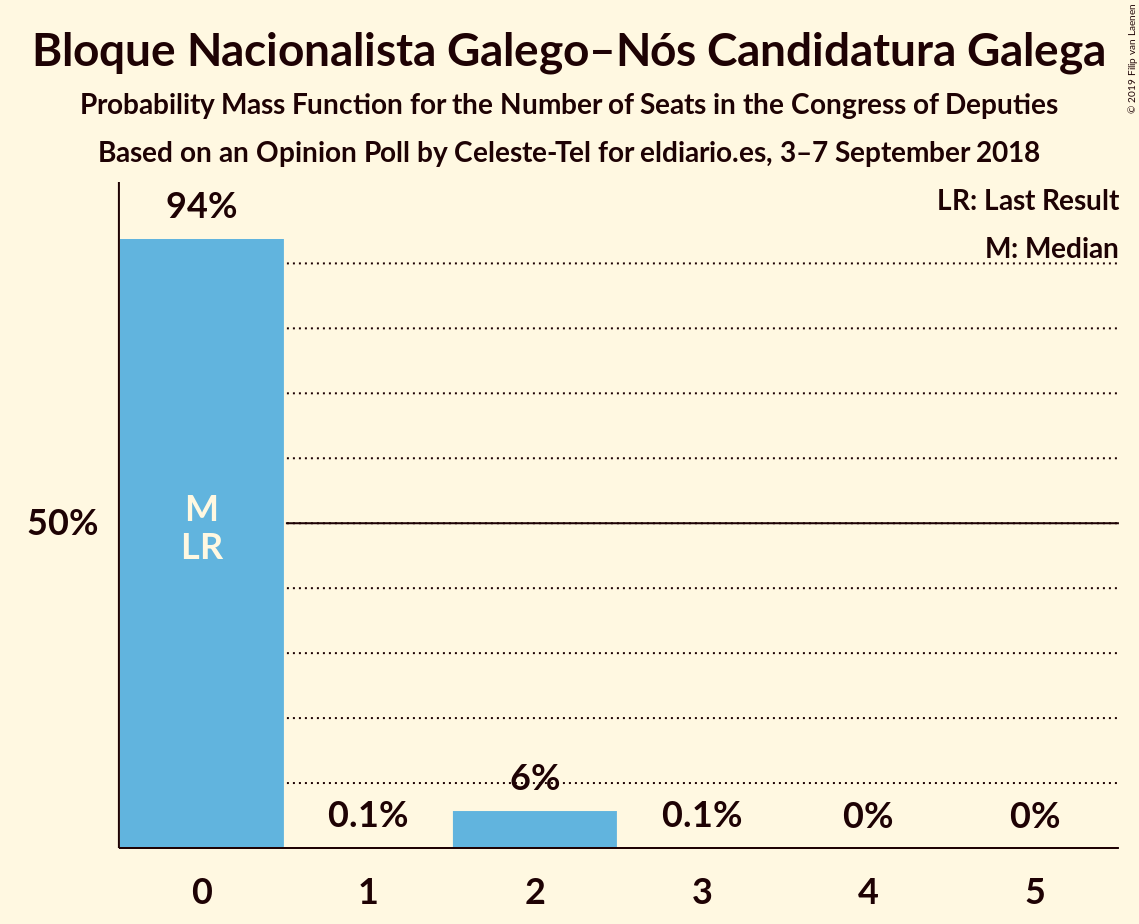 Bloque Nacionalista Galego–Nós Candidatura Galega
Probability Mass Function for the Number of Seats in the Congress of Deputies
Based on an Opinion Poll by Celeste-Tel for eldiario.es, 3–7 September 2018
© 2019 Filip van Laenen
LR: Last Result
M: Median
94%
50%
M
LR
6%
0.1%
0.1%
0%
0%
0
1
2
3
4
5